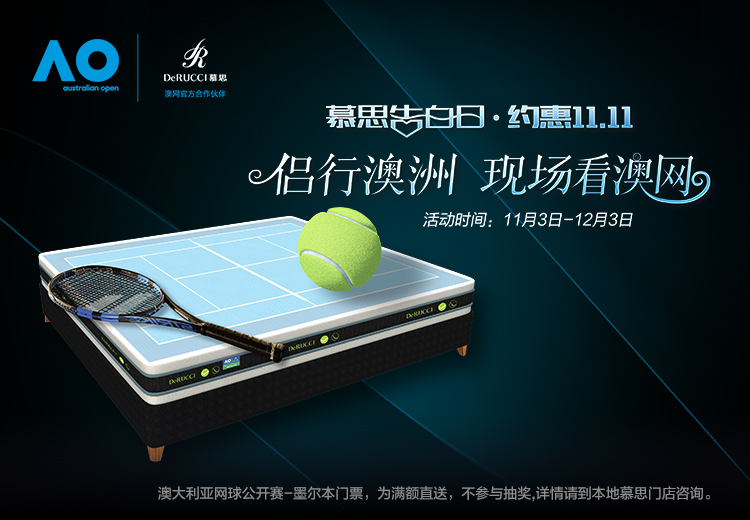 AO
australian open
DeRUCCI 慕思
澳网官方合作伙伴
慕思告白日·约惠11.11
侣行澳洲 现场看澳网
活动时间：11月3日-12月3日
DeRUCCI
DeRUCCI
DeRUCCI
AO
澳大利亚网球公开赛-墨尔本门票，为满额直送，不参与抽奖,详情请到本地慕思门店咨询。